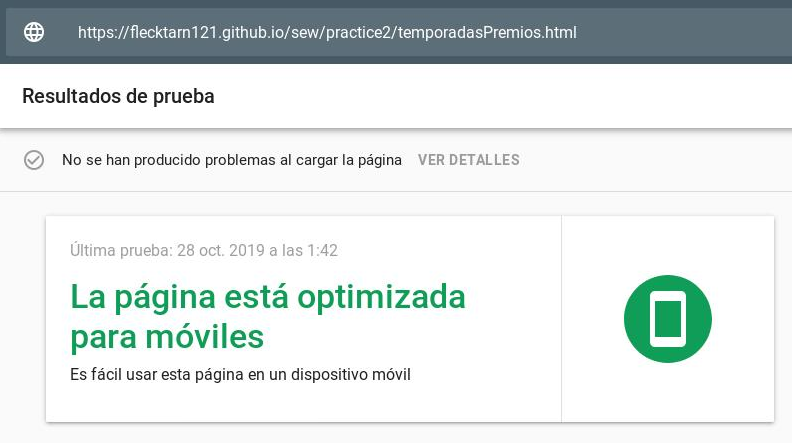 https://flecktarn121.github.io/sew/practice2/temporadasPremios.html
Resultados de prueba
No se han producido problemas al cargar la página VER DETALLES
Última prueba: 28 oct. 2019 a las 1:42
La página está optimizada
para móviles
Es fácil usar esta página en un dispositivo móvil